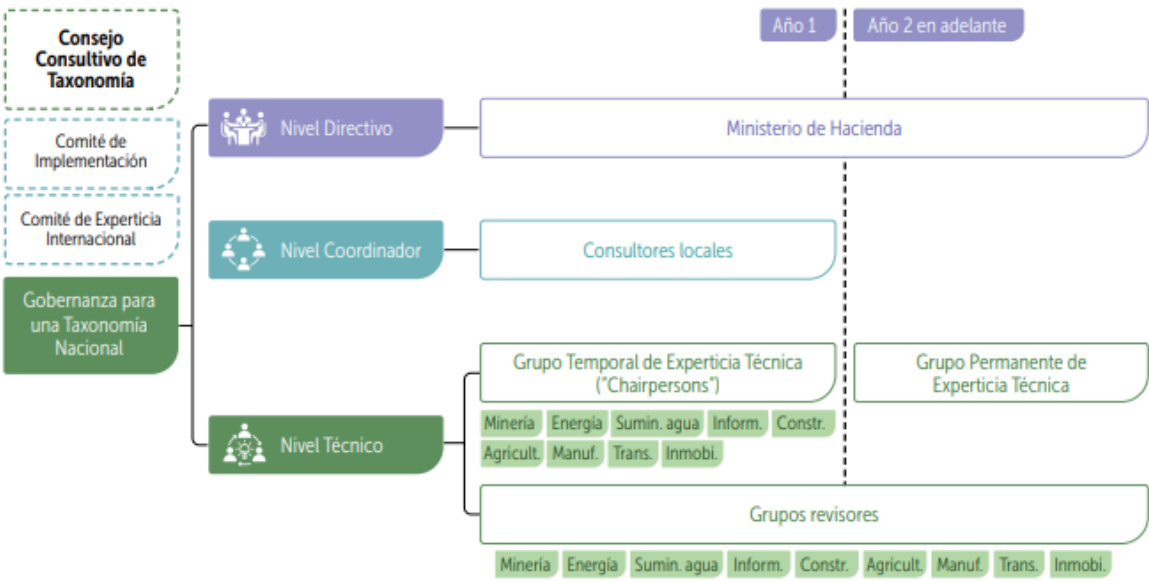 Consejo
Consultivo de
Taxonomía
Comité de
Implementación
Comité de Experticia
Internacional
Gobernanza para
una Taxonomía
Nacional
Año 1
Año 2 en adelante
Nivel Directivo
Ministerio de Hacienda
Nivel Coordinador
Consultores locales
Nivel Técnico
Grupo Temporal de Experticia Técnica
("Chairpersons")
Grupo Permanente de
Experticia Técnica
Minería Energía Sumin. agua Inform. Constr.
Agricult. Manuf. Trans. Inmobi.
Grupos revisores
Minería Energía Sumin. agua Inform. Constr. Agricult. Manuf. Trans. Inmobi.